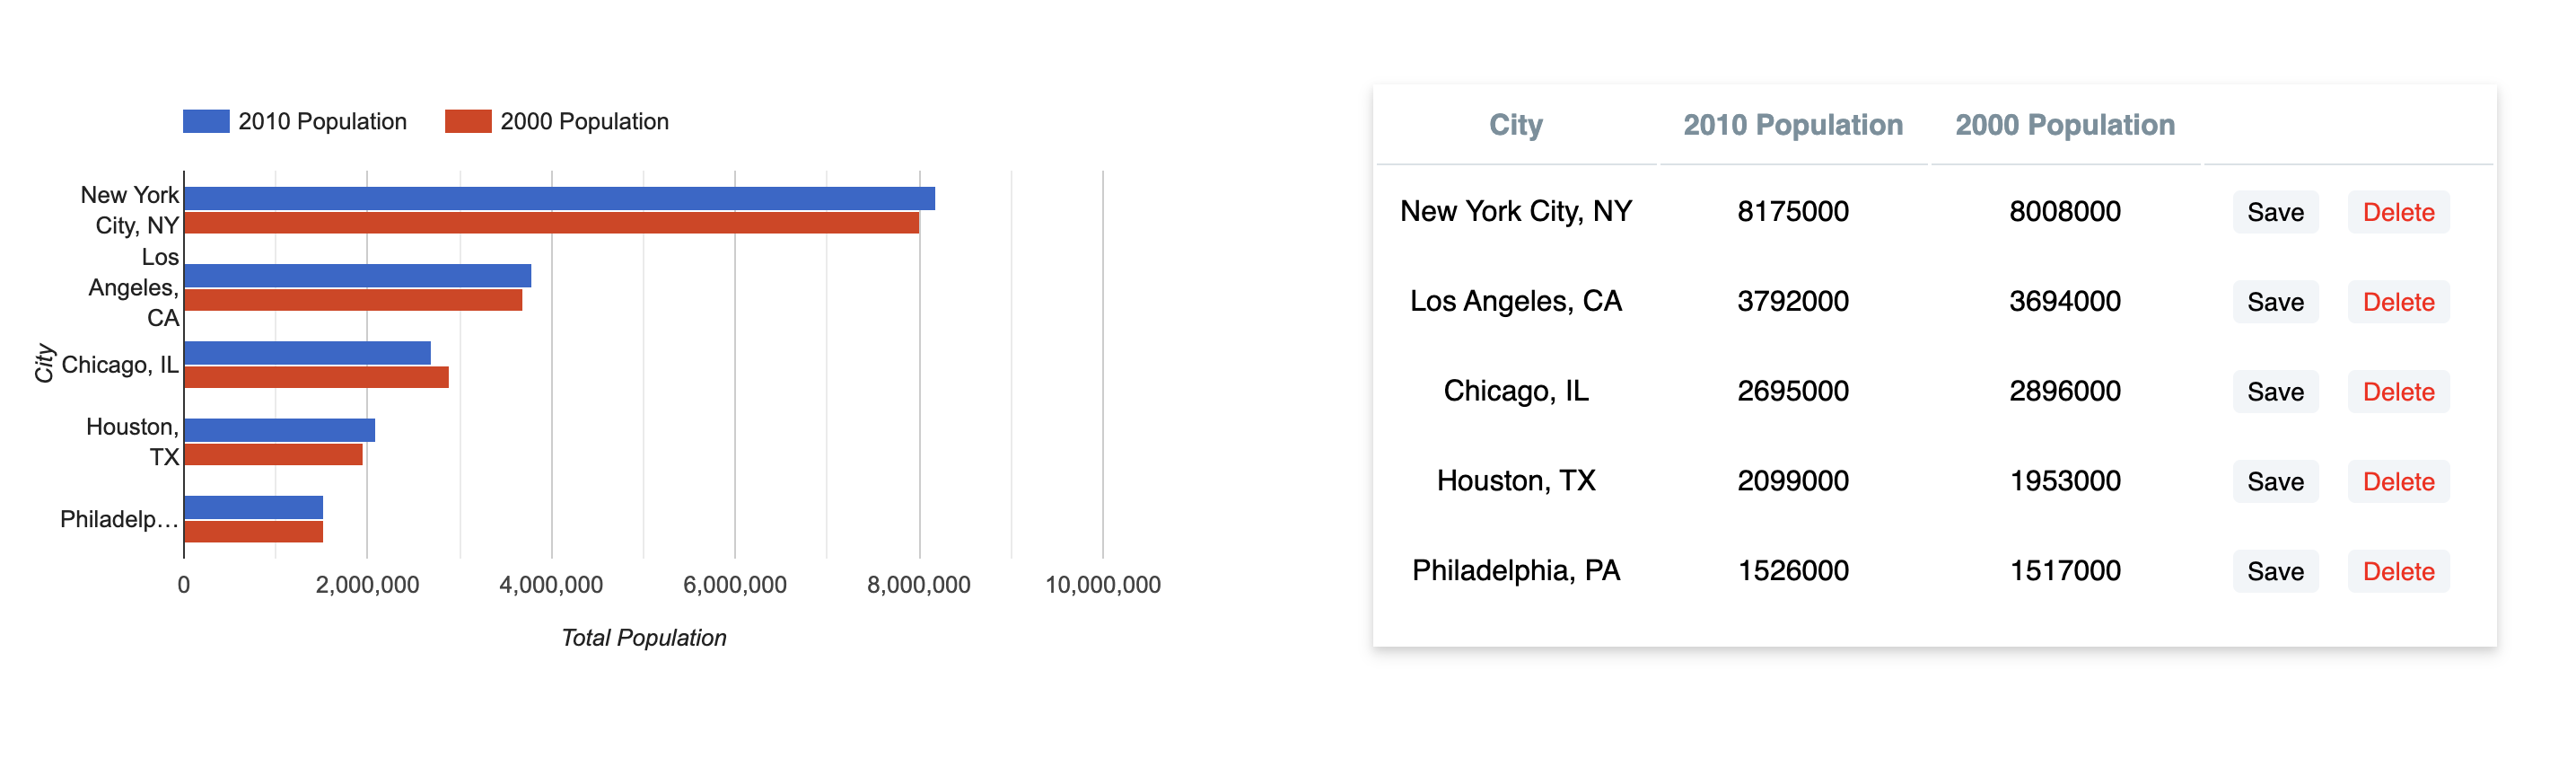 2010 Population 2000 Population
New York
City, NY
Los
Angeles,
CA
Chicago, IL
Houston,
TX
Philadelp...
City
0 2,000,000 4,000,000 6,000,000 8,000,000 10,000,000
Total Population
City 2010 Population 2000 Population
New York City, NY 8175000 8008000 Save Delete
Los Angeles, CA 3792000 3694000 Save Delete
Chicago, IL 2695000 2896000 Save Delete
Houston, TX 2099000 1953000 Save Delete
Philadelphia, PA 1526000 1517000 Save Delete